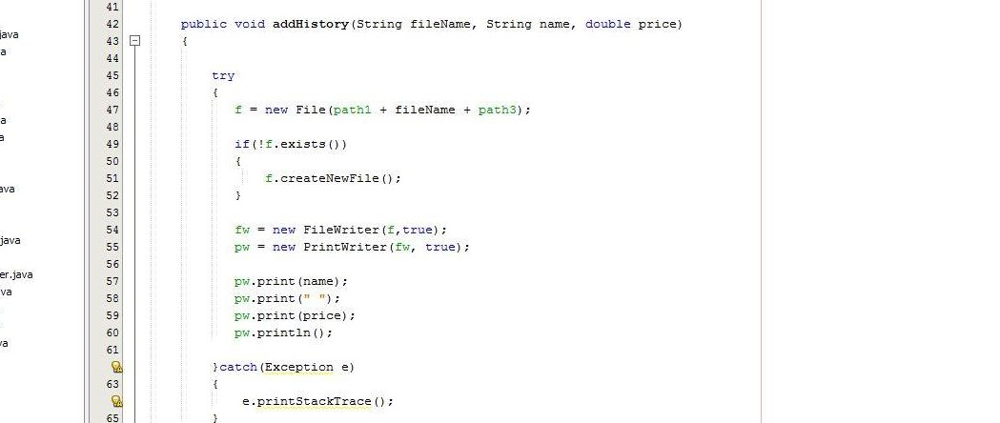 41
42 public void addHistory(String fileName, String name, double price)
java
43 {
a
44
45 try
46 {
47 f = new File(path1 + fileName + path3);
a
48
49 if(!f.exists())
a
50 {
51 f.createNewFile();
ava
52 }
53
54 fw = new FileWriter(f,true);
java
55 pw = new PrintWriter(fw, true);
56
er.java
57 pw.print(name);
va
58 pw.print(" ");
59 pw.print(price);
60 pw.println();
va
61
}catch(Exception e)
63 {
e.printStackTrace();
65 }